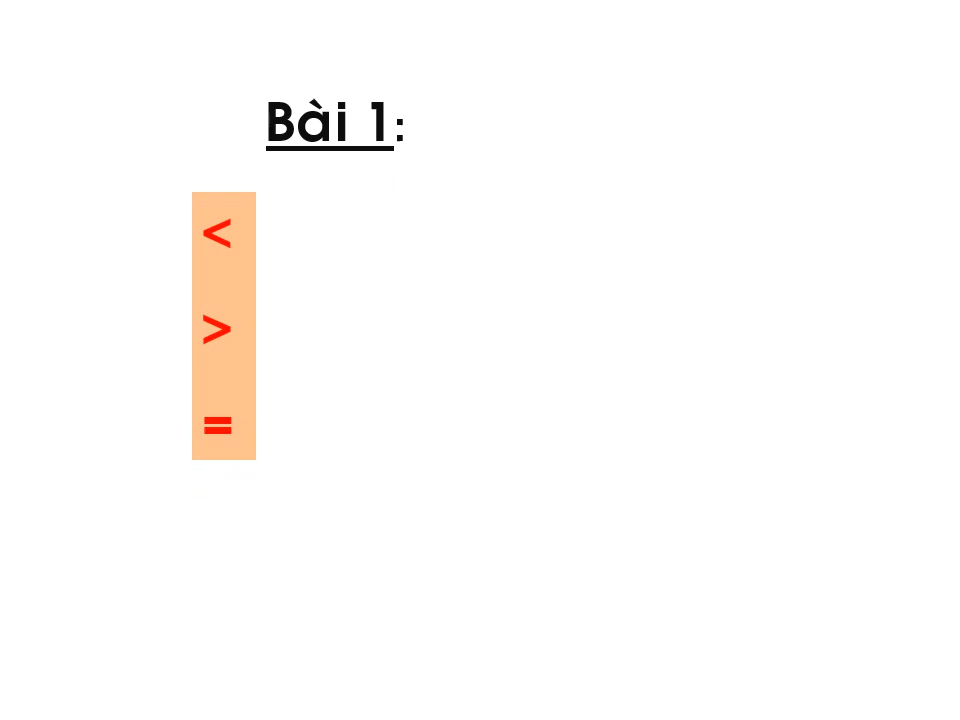 Bài 1:
<
>
=